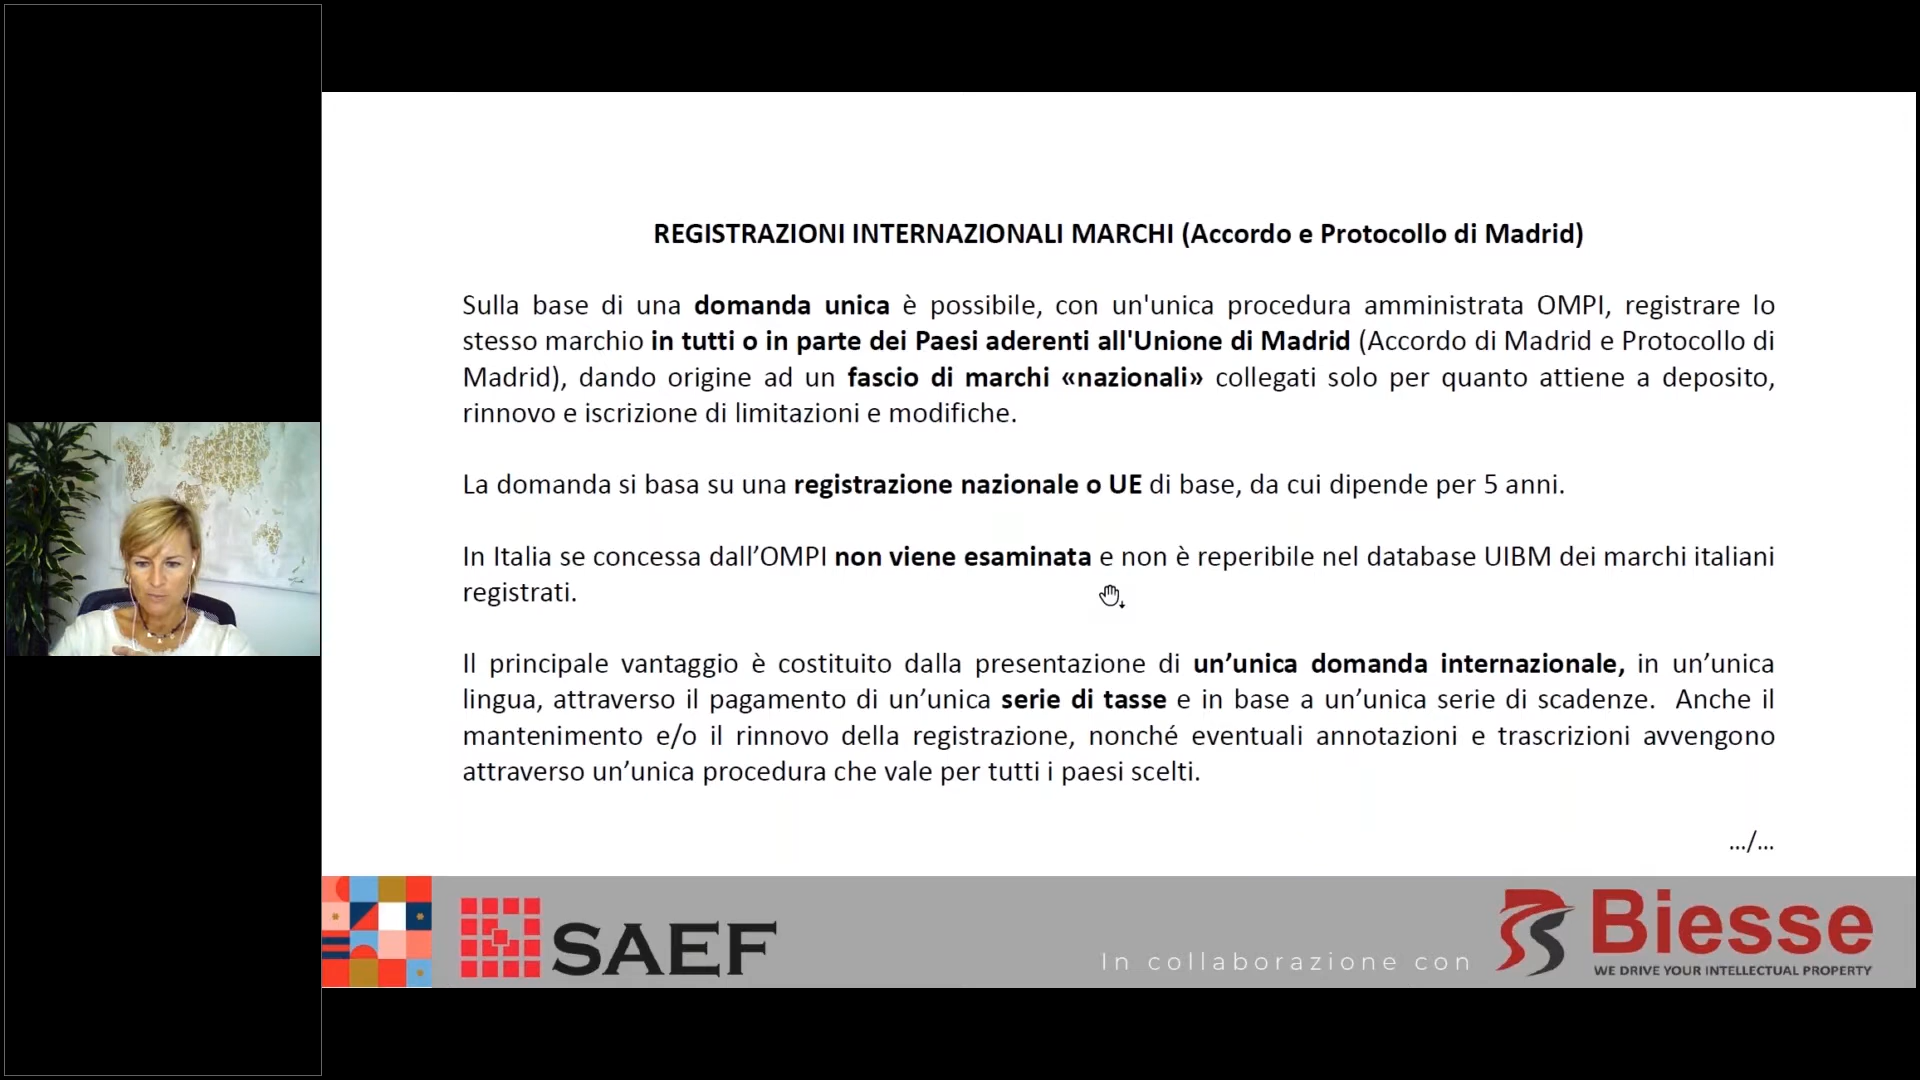 REGISTRAZIONI INTERNAZIONALI MARCHI (Accordo e Protocollo di Madrid)
Sulla base di una domanda unica è possibile, con un'unica procedura amministrata OMPI, registrare lo
stesso marchio in tutti o in parte dei Paesi aderenti all'Unione di Madrid (Accordo di Madrid e Protocollo di
Madrid), dando origine ad un fascio di marchi «nazionali» collegati solo per quanto attiene a deposito,
rinnovo e iscrizione di limitazioni e modifiche.
La domanda si basa su una registrazione nazionale o UE di base, da cui dipende per 5 anni.
In Italia se concessa dall’OMPI non viene esaminata e non è reperibile nel database UIBM dei marchi italiani
registrati.
Il principale vantaggio è costituito dalla presentazione di un’unica domanda internazionale, in un’unica
lingua, attraverso il pagamento di un’unica serie di tasse e in base a un’unica serie di scadenze. Anche il
mantenimento e/o il rinnovo della registrazione, nonché eventuali annotazioni e trascrizioni avvengono
attraverso un’unica procedura che vale per tutti i paesi scelti.
…/…
SAEF
In collaborazione con
Biesse
WE DRIVE YOUR INTELLECTUAL PROPERTY